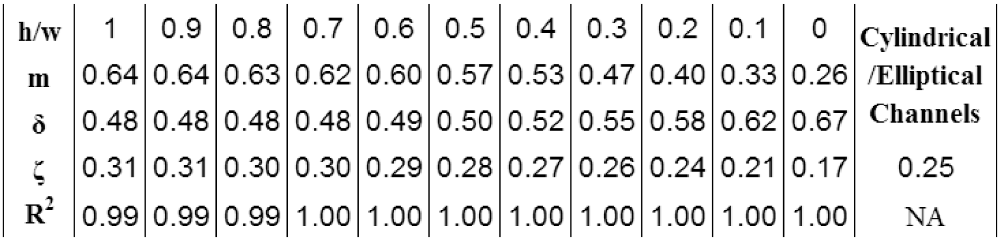 h/w 1 0.9 0.8 0.7 0.6 0.5 0.4 0.3 0.2 0.1 0 Cylindrical
m 0.64 0.64 0.63 0.62 0.60 0.57 0.53 0.47 0.40 0.33 0.26 /Elliptical
δ 0.48 0.48 0.48 0.48 0.49 0.50 0.52 0.55 0.58 0.62 0.67 Channels
ζ 0.31 0.31 0.30 0.30 0.29 0.28 0.27 0.26 0.24 0.21 0.17 0.25
R² 0.99 0.99 0.99 1.00 1.00 1.00 1.00 1.00 1.00 1.00 1.00 NA